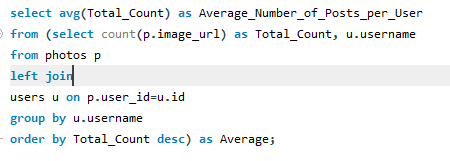 select avg(Total_Count) as Average_Number_of_Posts_per_User
from (select count(p.image_url) as Total_Count, u.username
from photos p
left join
users u on p.user_id=u.id
group by u.username
order by Total_Count desc) as Average;